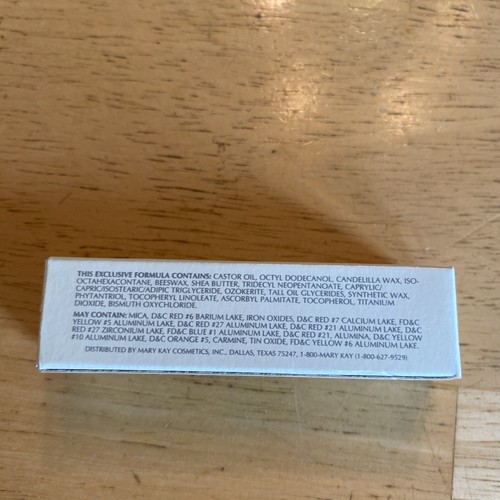 THIS EXCLUSIVE FORMULA CONTAINS: CASTOR OIL, OCTYL DODECANOL, CANDELILLA WAX, ISO-
OCTAHEXACONTANE, BEESWAX, SHEA BUTTER, TRIDECYL NEOPENTANOATE, CAPRYLIC/
CAPRIC/ISOSTEARIC/ADIPIC TRIGLYCERIDE, OZOKERITE, TALL OIL GLYCERIDES, SYNTHETIC WAX,
PHYTANTRIOL, TOCOPHERYL LINOLEATE, ASCORBYL PALMITATE, TOCOPHEROL, TITANIUM
DIOXIDE, BISMUTH OXYCHLORIDE.
MAY CONTAIN: MICA, D&C RED #6 BARIUM LAKE, IRON OXIDES, D&C RED #7 CALCIUM LAKE, FD&C
YELLOW #5 ALUMINUM LAKE, D&C RED #27 ALUMINUM LAKE, D&C RED #21 ALUMINUM LAKE, D&C
RED #27 ZIRCONIUM LAKE, FD&C BLUE #1 ALUMINUM LAKE, D&C RED #21, ALUMINA, D&C YELLOW
#10 ALUMINUM LAKE, D&C ORANGE #5, CARMINE, TIN OXIDE, FD&C YELLOW #6 ALUMINUM LAKE.
DISTRIBUTED BY MARY KAY COSMETICS, INC., DALLAS, TEXAS 75247, 1-800-MARY KAY (1-800-627-9529)